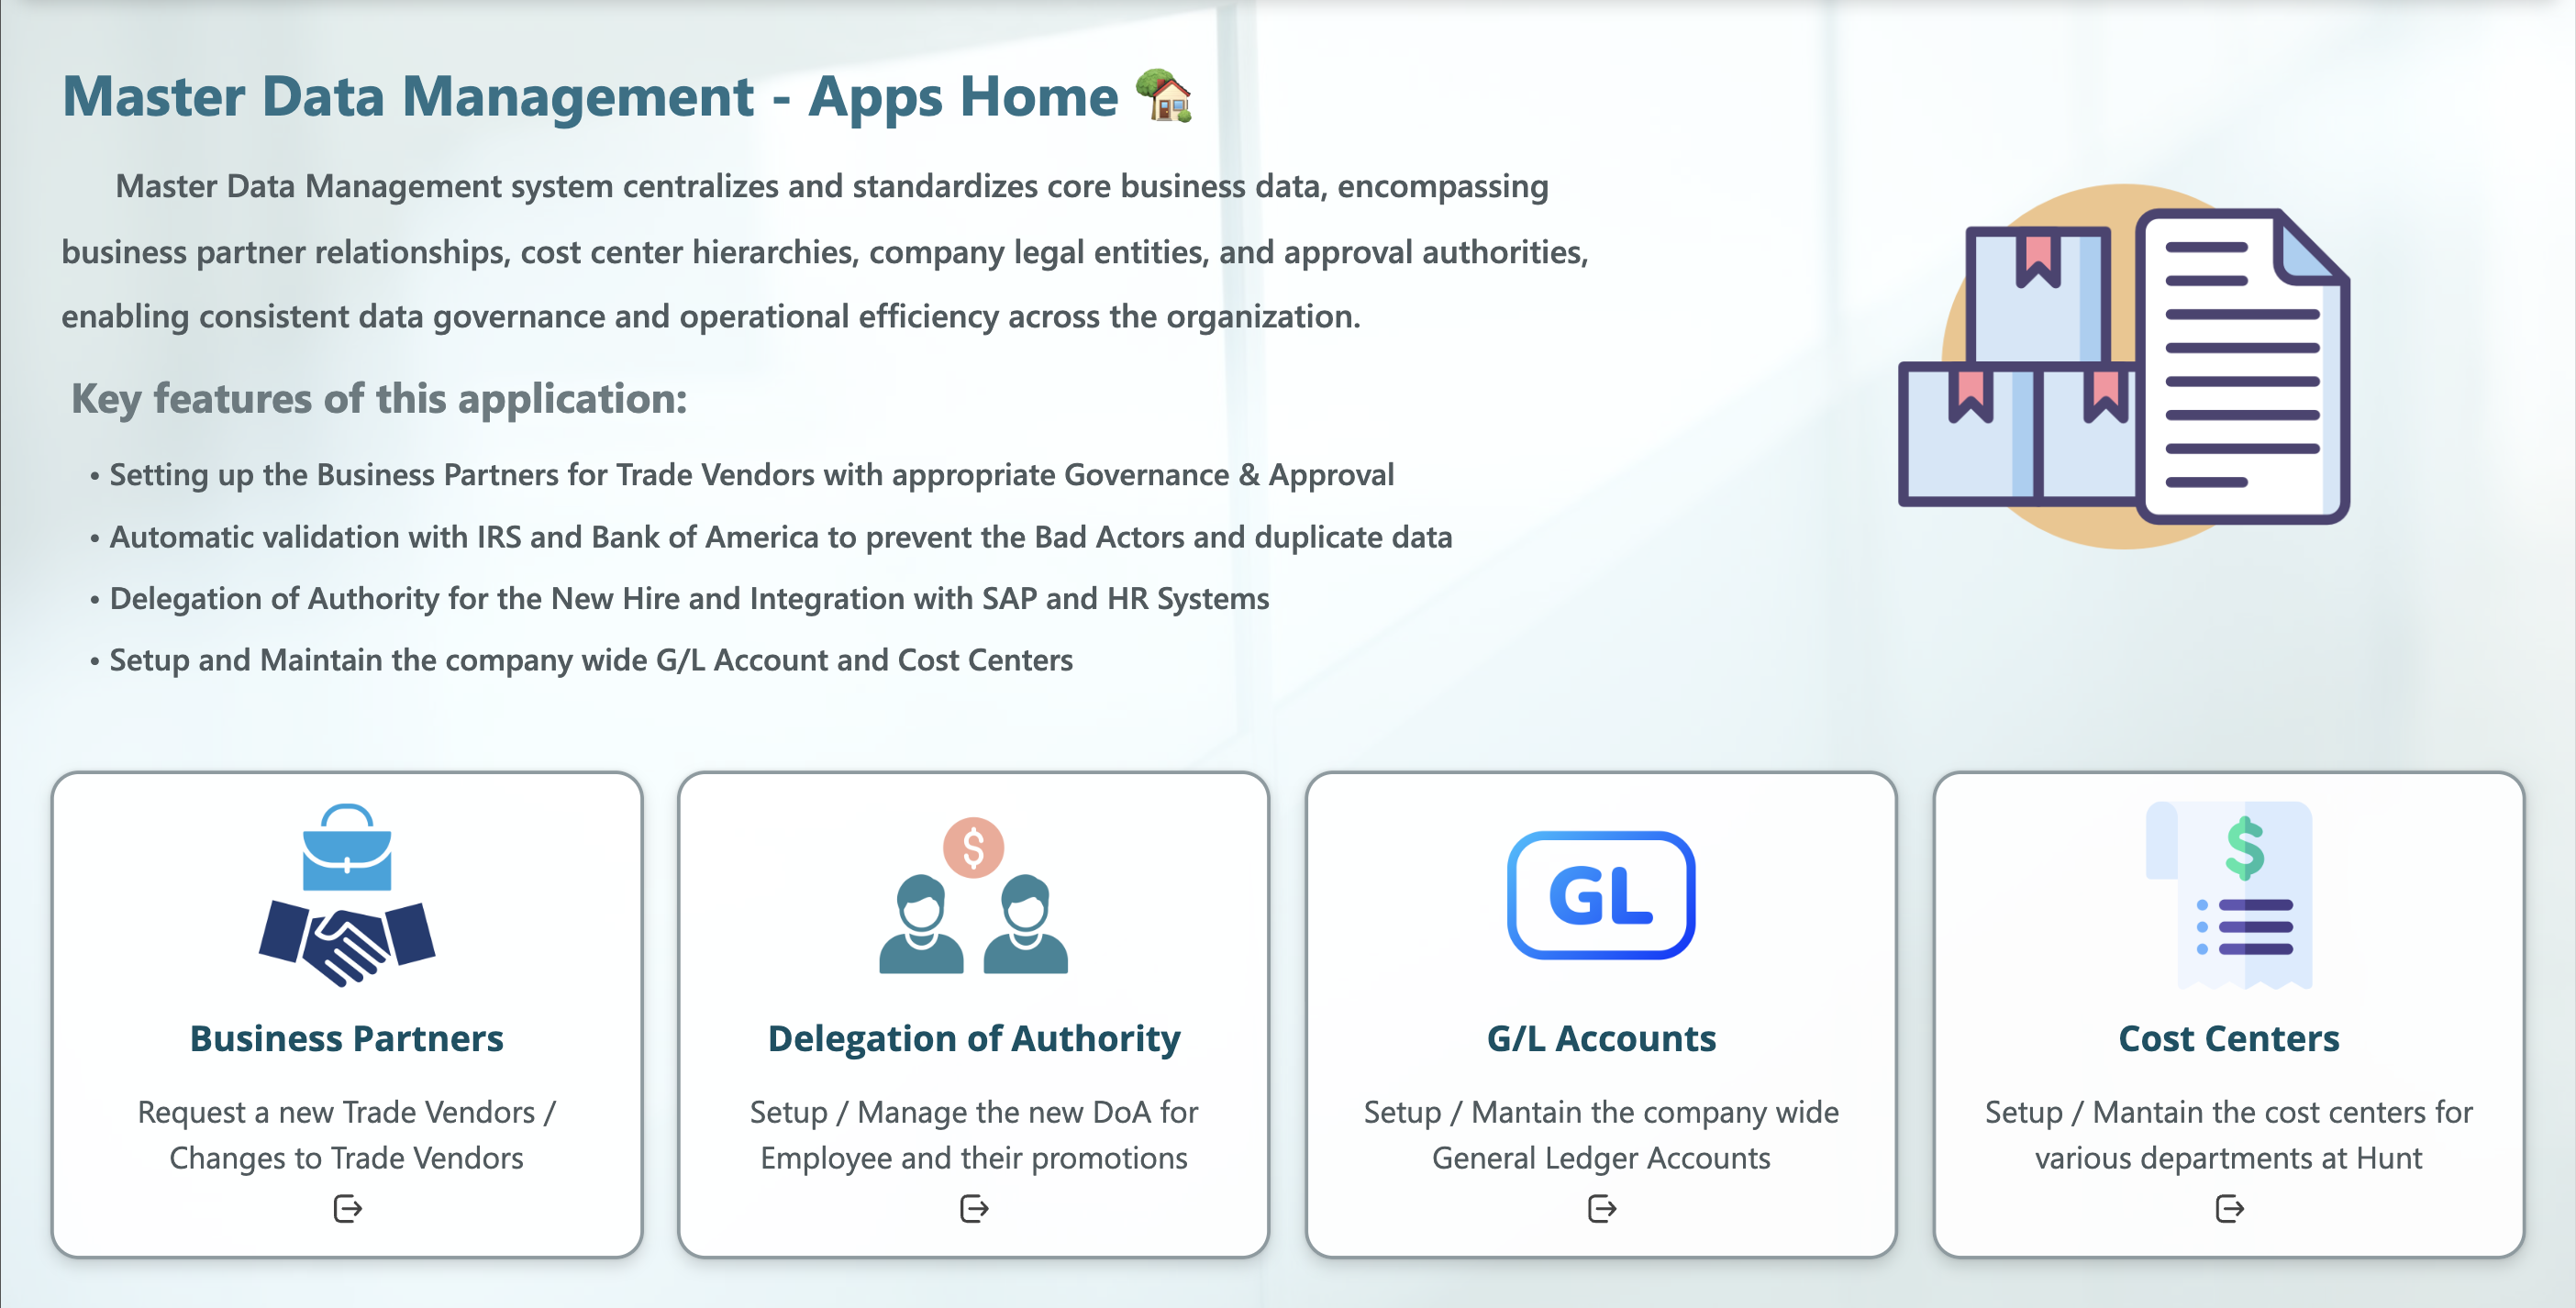 Master Data Management - Apps Home
Master Data Management system centralizes and standardizes core business data, encompassing
business partner relationships, cost center hierarchies, company legal entities, and approval authorities,
enabling consistent data governance and operational efficiency across the organization.
Key features of this application:
• Setting up the Business Partners for Trade Vendors with appropriate Governance & Approval
• Automatic validation with IRS and Bank of America to prevent the Bad Actors and duplicate data
• Delegation of Authority for the New Hire and Integration with SAP and HR Systems
• Setup and Maintain the company wide G/L Account and Cost Centers
$
GL
$
Business Partners
Request a new Trade Vendors /
Changes to Trade Vendors
Delegation of Authority
Setup / Manage the new DoA for
Employee and their promotions
G/L Accounts
Setup / Mantain the company wide
General Ledger Accounts
Cost Centers
Setup / Mantain the cost centers for
various departments at Hunt